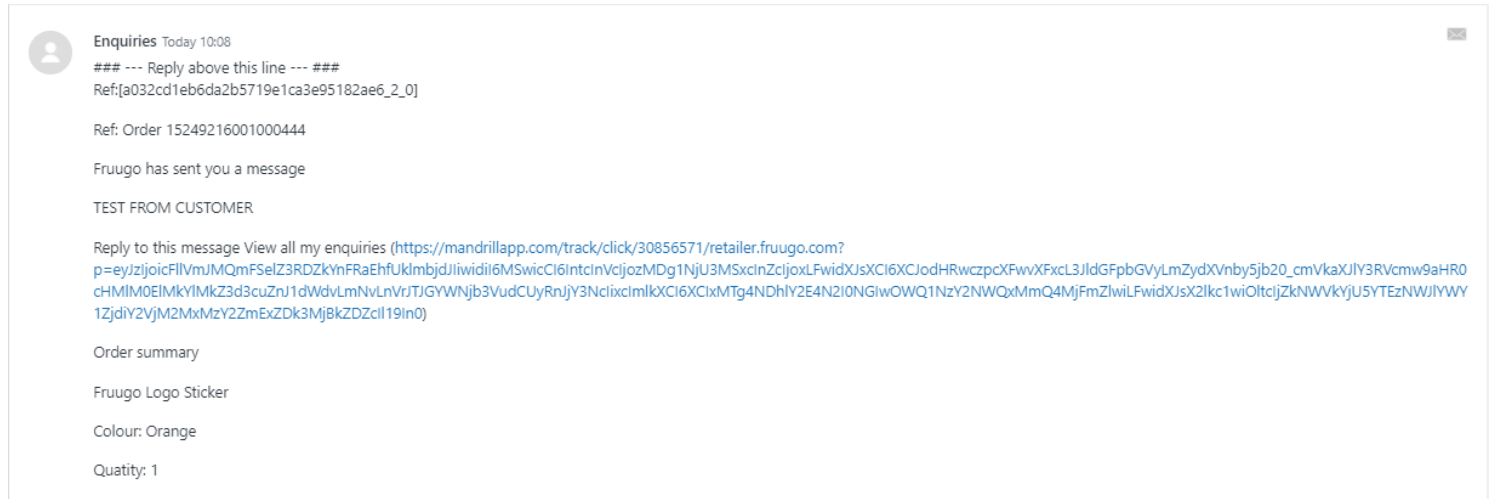 Enquiries Today 10:08
### --- Reply above this line --- ###
Ref:[a032cd1eb6da2b5719e1ca3e95182ae6_2_0]
Ref: Order 15249216001000444
Fruugo has sent you a message
TEST FROM CUSTOMER
Reply to this message View all my enquiries (https://mandrillapp.com/track/click/30856571/retailer.fruugo.com?
Order summary
Fruugo Logo Sticker
Colour: Orange
Quatity: 1